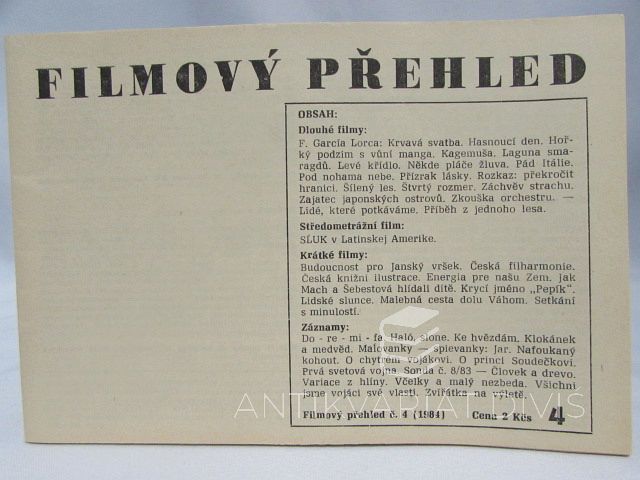 FILMOVÝ PŘEHLED
OBSAH:
Dlouhé filmy:
F. García Lorca: Krvavá svatba. Hasnoucí den. Hoř-
ký podzim s vůní manga. Kagemuša. Laguna sma-
ragdů. Levé křídlo. Někde pláče žluva. Pád Itálie.
Pod nohama nebe. Přízrak lásky. Rozkaz: překročit
hranici. Šílený les. Štvrtý rozmer. Záchvěv strachu.
Zajatec japonských ostrovů. Zkouška orchestru. —
Lidé, které potkáváme. Příběh z jednoho lesa.
Středometrážní film:
SĽUK v Latinskej Amerike.
Krátké filmy:
Budoucnost pro Janský vršek. Česká filharmonie.
Česká knižní ilustrace. Energia pre našu Zem. Jak
Mach a Šebestová hlídali dítě. Krycí jméno „Pepík“.
Lidské slunce. Malebná cesta dolu Váhom. Setkání
s minulostí.
Záznamy:
Do - re - mi - fa. Haló, slone. Ke hvězdám. Klokánek
a medvěd. Maľovanky — spievanky: Jar. Nafoukaný
kohout. O chytrém vojákovi. O princi Soudečkovi.
Prvá svetová vojna. Sonda č. 8/83 — Človek a drevo.
Variace z hlíny. Včelky a malý nezbeda. Všichni
jsme vojáci své vlasti. Zvířátka na výletě.
ANTIKVARIAT DIVIS
Filmový přehled č. 4 (1984) Cena 2 Kčs 4